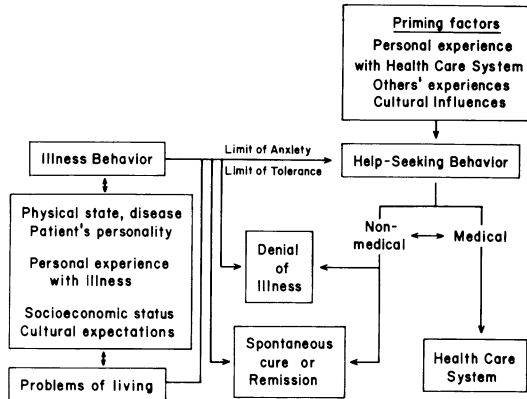 Priming factors
Personal experience
with Health Care System
Others' experiences
Cultural Influences
Illness Behavior
Limit of Anxiety
Limit of Tolerance
Help-Seeking Behavior
Physical state, disease
Patient's personality
Personal experience
with illness
Socioeconomic status
Cultural expectations
Non-
medical
Medical
Denial
of
Illness
Spontaneous
cure or
Remission
Health Care
System
Problems of living